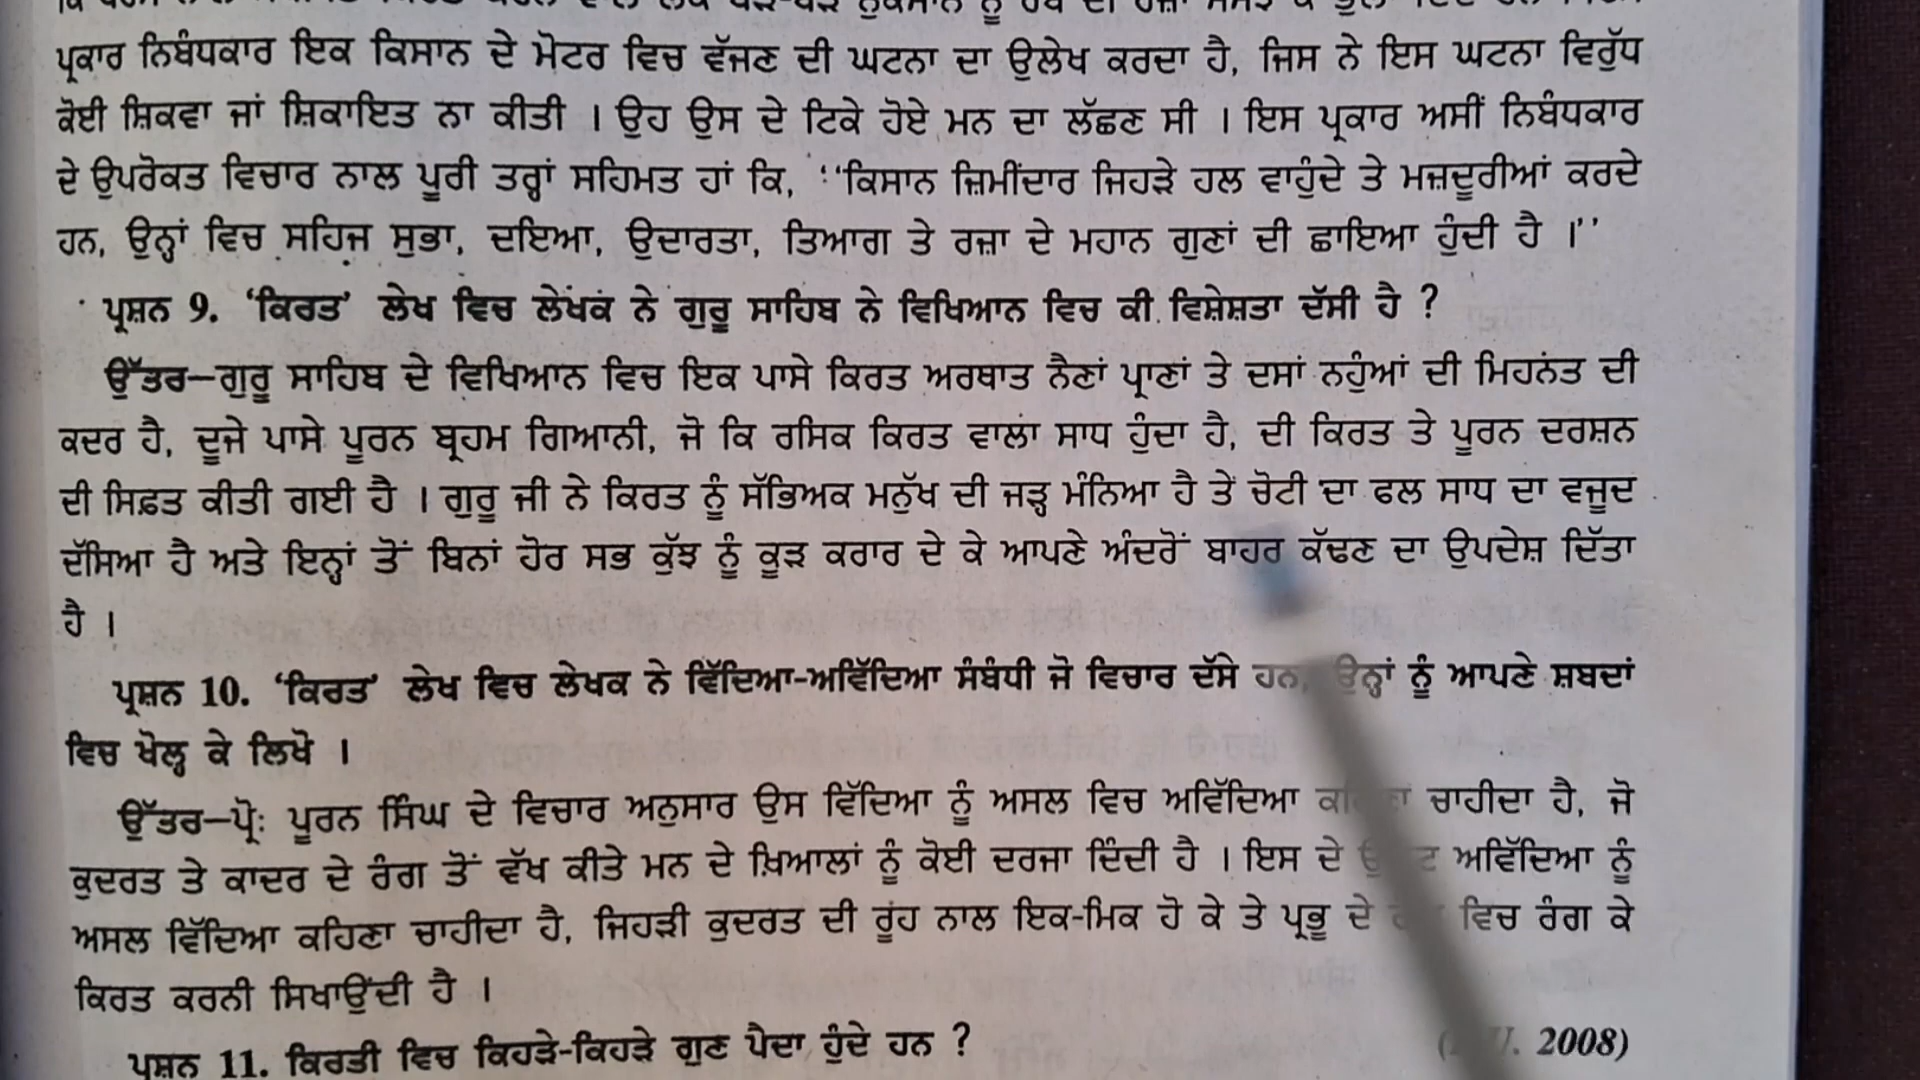 ਪ੍ਰਕਾਰ ਨਿਬੰਧਕਾਰ ਇਕ ਕਿਸਾਨ ਦੇ ਮੋਟਰ ਵਿਚ ਵੱਜਣ ਦੀ ਘਟਨਾ ਦਾ ਉਲੇਖ ਕਰਦਾ ਹੈ, ਜਿਸ ਨੇ ਇਸ ਘਟਨਾ ਵਿਰੁੱਧ
ਕੋਈ ਸ਼ਿਕਵਾ ਜਾਂ ਸ਼ਿਕਾਇਤ ਨਾ ਕੀਤੀ । ਉਹ ਉਸ ਦੇ ਟਿਕੇ ਹੋਏ ਮਨ ਦਾ ਲੱਛਣ ਸੀ । ਇਸ ਪ੍ਰਕਾਰ ਅਸੀਂ ਨਿਬੰਧਕਾਰ
ਦੇ ਉਪਰੋਕਤ ਵਿਚਾਰ ਨਾਲ ਪੂਰੀ ਤਰ੍ਹਾਂ ਸਹਿਮਤ ਹਾਂ ਕਿ, ‘‘ਕਿਸਾਨ ਜ਼ਿਮੀਂਦਾਰ ਜਿਹੜੇ ਹਲ ਵਾਹੁੰਦੇ ਤੇ ਮਜ਼ਦੂਰੀਆਂ ਕਰਦੇ
ਹਨ, ਉਨ੍ਹਾਂ ਵਿਚ ਸਹਿਜ ਸੁਭਾ, ਦਇਆ, ਉਦਾਰਤਾ, ਤਿਆਗ ਤੇ ਰਜ਼ਾ ਦੇ ਮਹਾਨ ਗੁਣਾਂ ਦੀ ਛਾਇਆ ਹੁੰਦੀ ਹੈ ।’’
ਪ੍ਰਸ਼ਨ 9. ‘ਕਿਰਤ’ ਲੇਖ ਵਿਚ ਲੇਖਕ ਨੇ ਗੁਰੂ ਸਾਹਿਬ ਨੇ ਵਿਖਿਆਨ ਵਿਚ ਕੀ ਵਿਸ਼ੇਸ਼ਤਾ ਦੱਸੀ ਹੈ ?
ਉੱਤਰ–ਗੁਰੂ ਸਾਹਿਬ ਦੇ ਵਿਖਿਆਨ ਵਿਚ ਇਕ ਪਾਸੇ ਕਿਰਤ ਅਰਥਾਤ ਨੈਣਾਂ ਪ੍ਰਾਣਾਂ ਤੇ ਦਸਾਂ ਨਹੁੰਆਂ ਦੀ ਮਿਹਨਤ ਦੀ
ਕਦਰ ਹੈ, ਦੂਜੇ ਪਾਸੇ ਪੂਰਨ ਬ੍ਰਹਮ ਗਿਆਨੀ, ਜੋ ਕਿ ਰਸਿਕ ਕਿਰਤ ਵਾਲਾ ਸਾਧ ਹੁੰਦਾ ਹੈ, ਦੀ ਕਿਰਤ ਤੇ ਪੂਰਨ ਦਰਸ਼ਨ
ਦੀ ਸਿਫ਼ਤ ਕੀਤੀ ਗਈ ਹੈ । ਗੁਰੂ ਜੀ ਨੇ ਕਿਰਤ ਨੂੰ ਸੱਭਿਅਕ ਮਨੁੱਖ ਦੀ ਜੜ੍ਹ ਮੰਨਿਆ ਹੈ ਤੇ ਚੋਟੀ ਦਾ ਫਲ ਸਾਧ ਦਾ ਵਜੂਦ
ਦੱਸਿਆ ਹੈ ਅਤੇ ਇਨ੍ਹਾਂ ਤੋਂ ਬਿਨਾਂ ਹੋਰ ਸਭ ਕੁੱਝ ਨੂੰ ਕੂੜ ਕਰਾਰ ਦੇ ਕੇ ਆਪਣੇ ਅੰਦਰੋਂ ਬਾਹਰ ਕੱਢਣ ਦਾ ਉਪਦੇਸ਼ ਦਿੱਤਾ
ਹੈ ।
ਪ੍ਰਸ਼ਨ 10. ‘ਕਿਰਤ’ ਲੇਖ ਵਿਚ ਲੇਖਕ ਨੇ ਵਿੱਦਿਆ-ਅਵਿੱਦਿਆ ਸੰਬੰਧੀ ਜੋ ਵਿਚਾਰ ਦੱਸੇ ਹਨ, ਉਨ੍ਹਾਂ ਨੂੰ ਆਪਣੇ ਸ਼ਬਦਾਂ
ਵਿਚ ਖੋਲ੍ਹ ਕੇ ਲਿਖੋ ।
ਉੱਤਰ–ਪ੍ਰੋ: ਪੂਰਨ ਸਿੰਘ ਦੇ ਵਿਚਾਰ ਅਨੁਸਾਰ ਉਸ ਵਿੱਦਿਆ ਨੂੰ ਅਸਲ ਵਿਚ ਅਵਿੱਦਿਆ ਚਾਹੀਦਾ ਹੈ, ਜੋ
ਕੁਦਰਤ ਤੇ ਕਾਦਰ ਦੇ ਰੰਗ ਤੋਂ ਵੱਖ ਕੀਤੇ ਮਨ ਦੇ ਖ਼ਿਆਲਾਂ ਨੂੰ ਕੋਈ ਦਰਜਾ ਦਿੰਦੀ ਹੈ । ਇਸ ਦੇ ਅਵਿੱਦਿਆ ਨੂੰ
ਅਸਲ ਵਿੱਦਿਆ ਕਹਿਣਾ ਚਾਹੀਦਾ ਹੈ, ਜਿਹੜੀ ਕੁਦਰਤ ਦੀ ਰੂੰਹ ਨਾਲ ਇਕ-ਮਿਕ ਹੋ ਕੇ ਤੇ ਪ੍ਰਭੂ ਦੇ ਵਿਚ ਰੰਗ ਕੇ
ਕਿਰਤ ਕਰਨੀ ਸਿਖਾਉਂਦੀ ਹੈ ।
ਪ੍ਰਸ਼ਨ 11. ਕਿਰਤੀ ਵਿਚ ਕਿਹੜੇ-ਕਿਹੜੇ ਗੁਣ ਪੈਦਾ ਹੁੰਦੇ ਹਨ ? 2008)